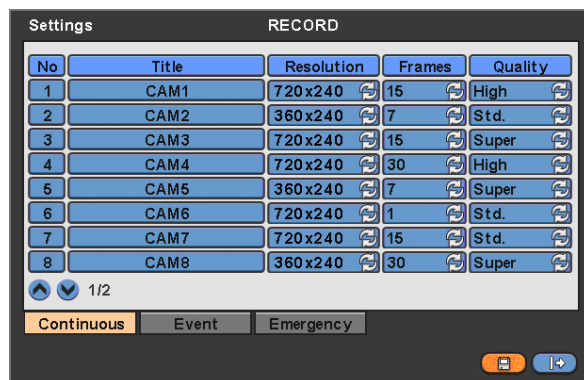 Settings RECORD
No Title Resolution Frames Quality
1 CAM1 720x240 15 High
2 CAM2 360x240 7 Std.
3 CAM3 720x240 15 Super
4 CAM4 720x240 30 High
5 CAM5 360x240 7 Super
6 CAM6 720x240 1 Std.
7 CAM7 720x240 15 Std.
8 CAM8 360x240 30 Super
1/2
Continuous Event Emergency